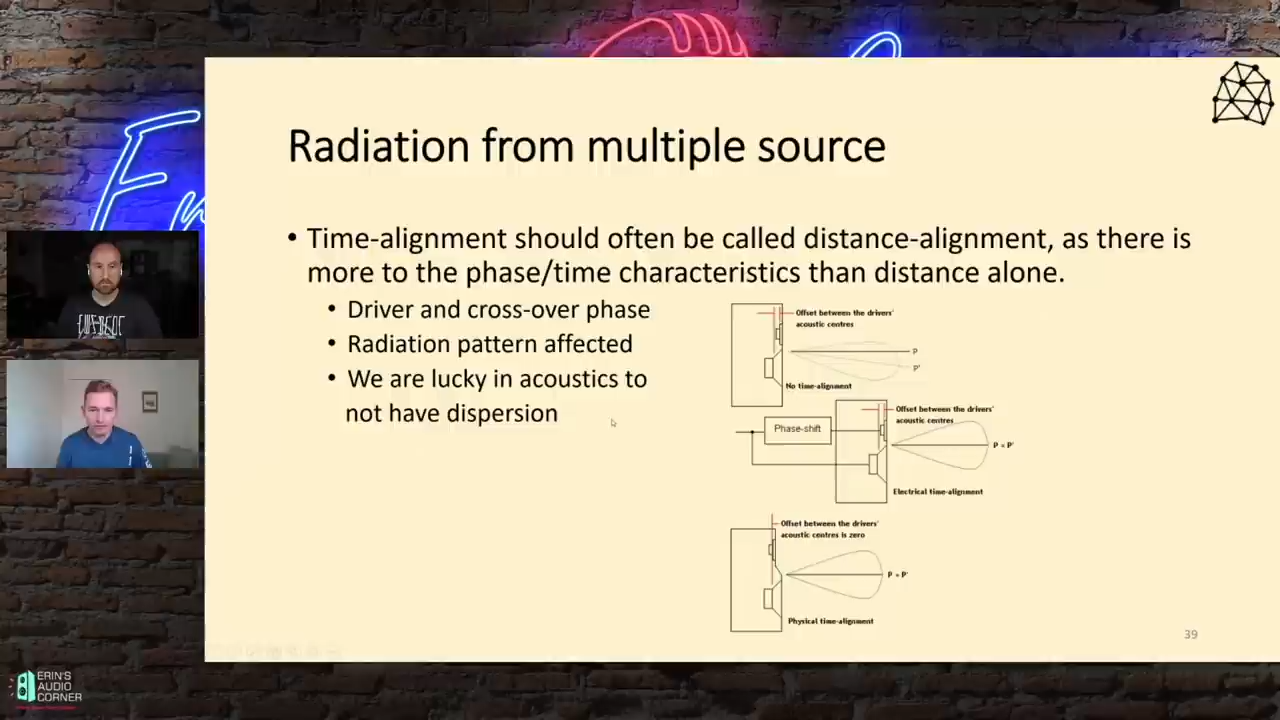 Radiation from multiple source
• Time-alignment should often be called distance-alignment, as there is
more to the phase/time characteristics than distance alone.
• Driver and cross-over phase
• Radiation pattern affected
• We are lucky in acoustics to
not have dispersion
Offset between the drivers'
acoustic centres
P
P'
No time-alignment
Offset between the drivers'
acoustic centres
Phase-shift
P = P'
Electrical time-alignment
Offset between the drivers'
acoustic centres is zero
P = P'
Physical time-alignment
39
ERIN'S
AUDIO
CORNER